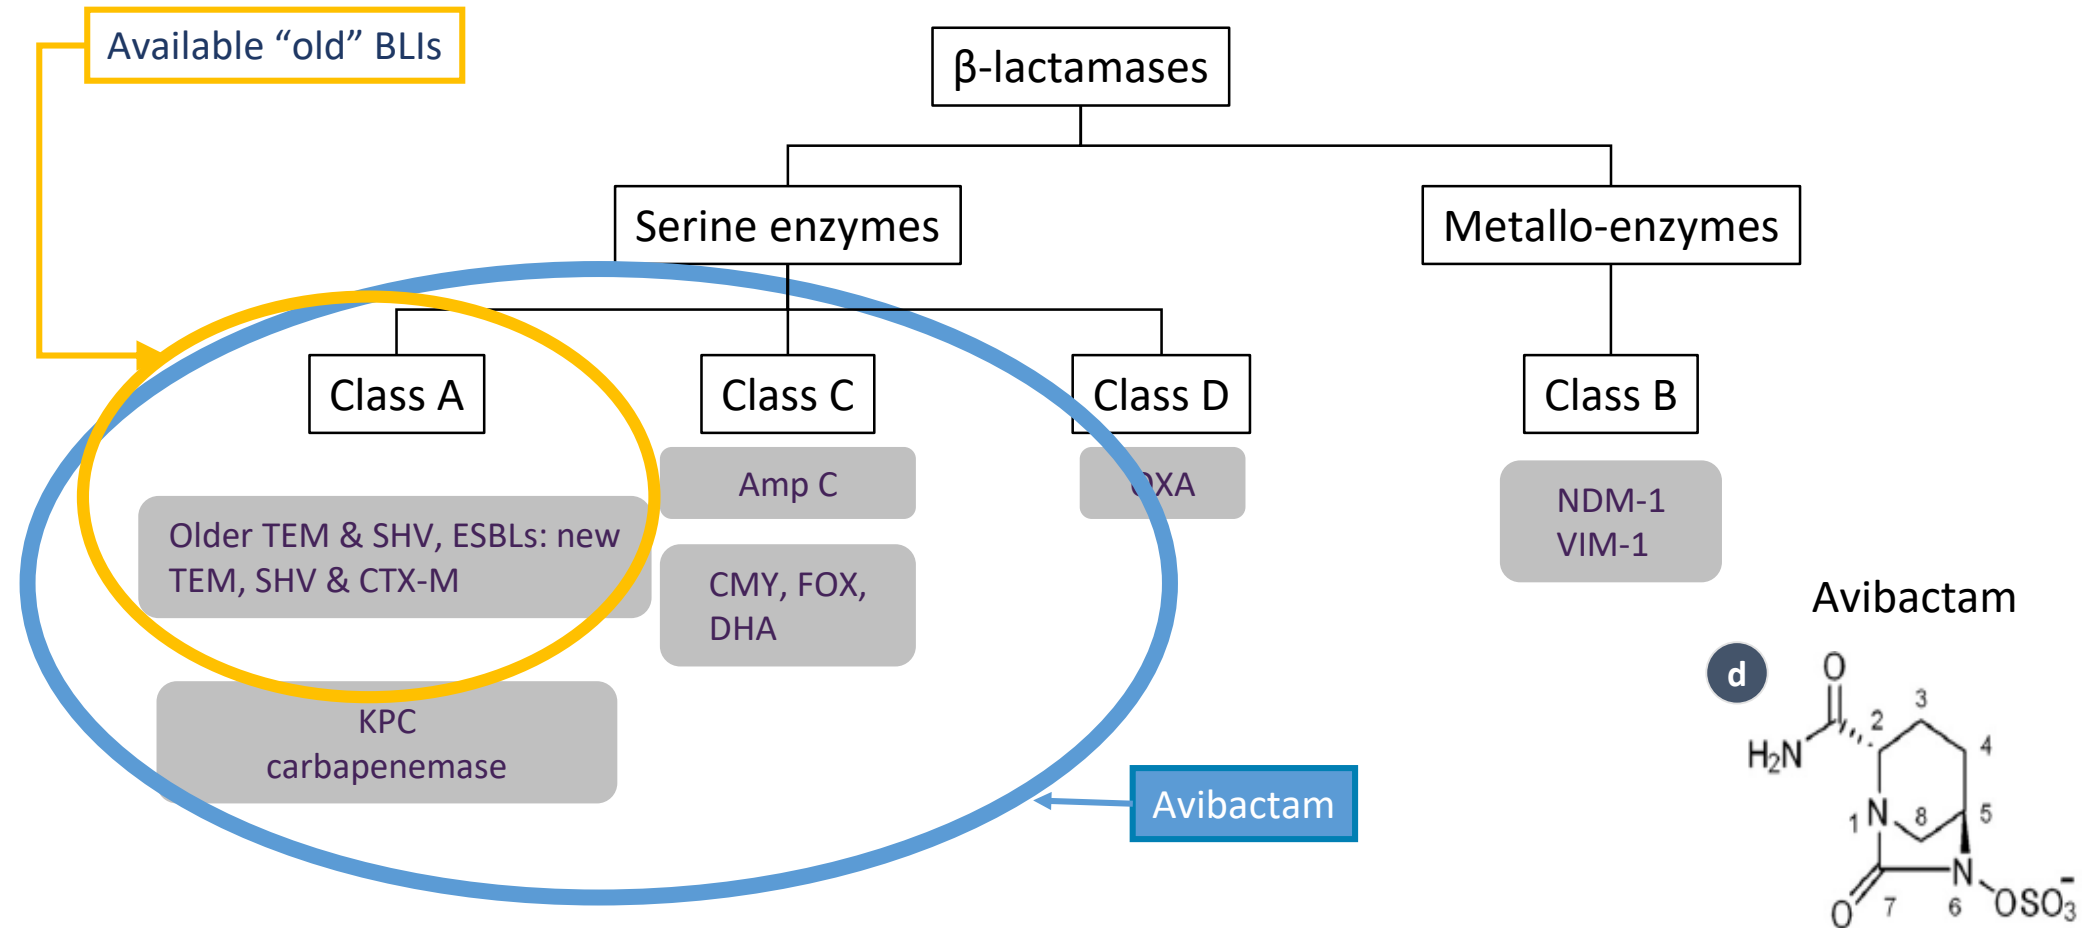 Available “old” BLIs
β-lactamases
Serine enzymes
Metallo-enzymes
Class A
Class C
Class D
Class B
Amp C
OXA
NDM-1
VIM-1
Older TEM & SHV, ESBLs: new
TEM, SHV & CTX-M
CMY, FOX,
DHA
KPC
carbapenemase
Avibactam
Avibactam
d
O
3
2
4
H₂N
1
N
8
5
N
O
7
6
OSO₃⁻